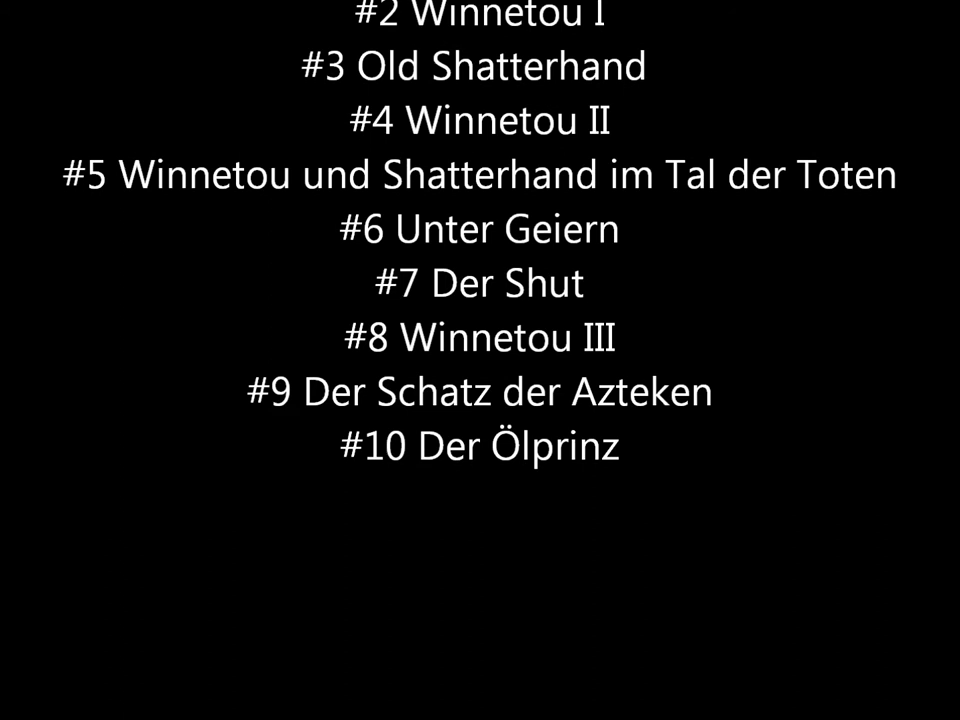 #2 Winnetou I
#3 Old Shatterhand
#4 Winnetou II
#5 Winnetou und Shatterhand im Tal der Toten
#6 Unter Geiern
#7 Der Shut
#8 Winnetou III
#9 Der Schatz der Azteken
#10 Der Ölprinz